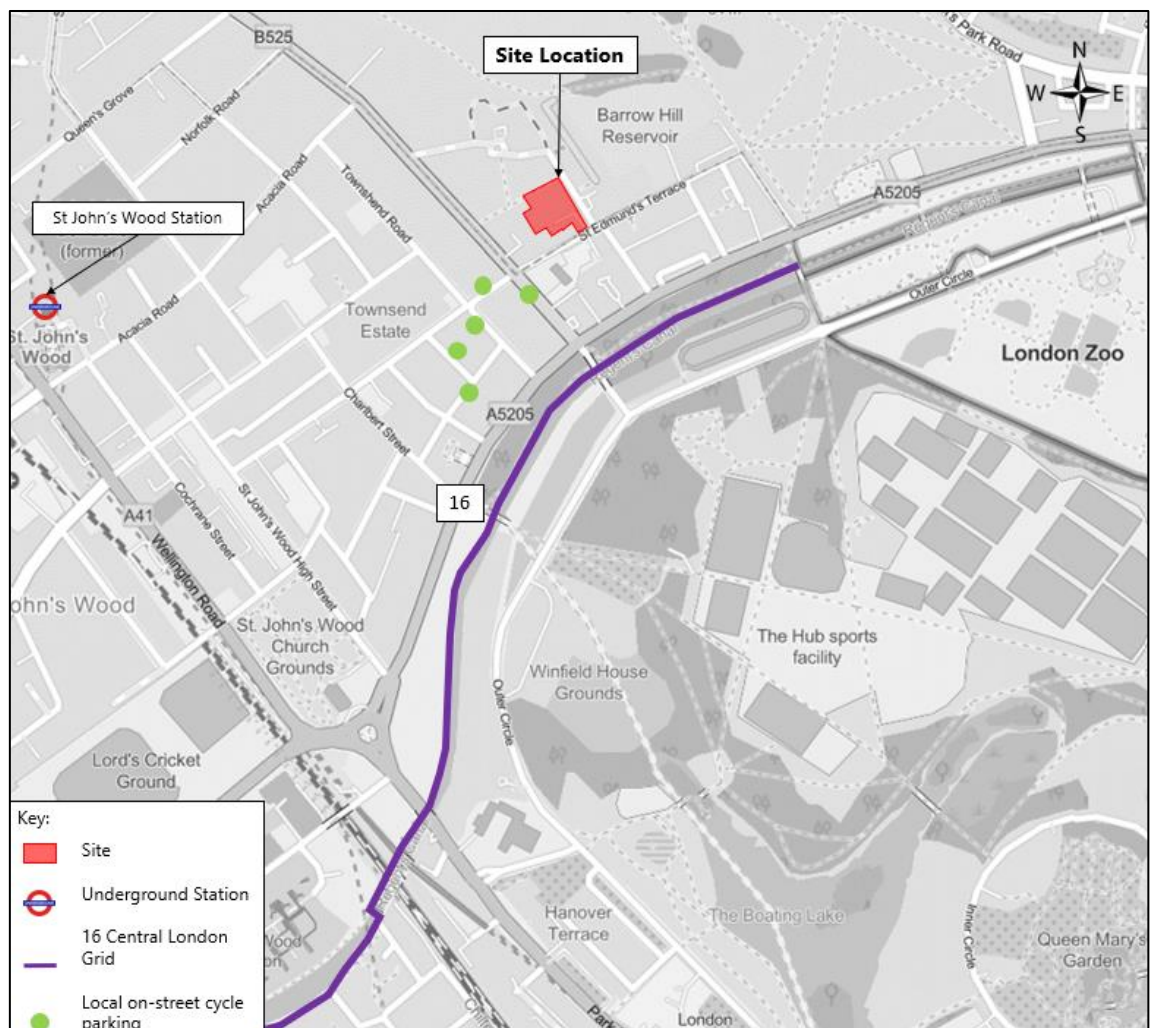 B525
Site Location
Park Road
N
W
E
S
Queen's Grove
Norfolk Road
Barrow Hill
Reservoir
Acacia Road
Townshend Road
A5205
St John's Wood Station
(former)
St Edmund's Terrace
Regent's Canal
Outer Circle
Acacia Road
Townsend
Estate
St. John's
Wood
London Zoo
Charlbert Street
A5205
16
A41
Cochrane Street
St John's Wood High Street
Wellington Road
John's Wood
St. John's Wood
Church
Grounds
The Hub sports
facility
Winfield House
Grounds
Outer Circle
Lord's Cricket
Ground
Key:
Site
Underground Station
16 Central London
Grid
Local on-street cycle
parking
Hanover
Terrace
The Boating Lake
Inner Circle
Queen Mary's
Garden
Park
London